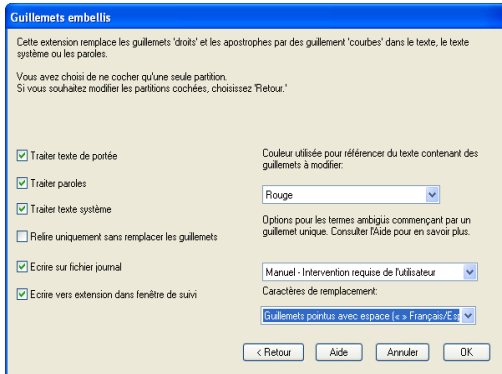 Guillemets embellis
Cette extension remplace les guillemets 'droits' et les apostrophes par des guillement 'courbes' dans le texte, le texte
système ou les paroles.
Vous avez choisi de ne cocher qu'une seule partition.
Si vous souhaitez modifier les partitions cochées, choisissez 'Retour.'
Traiter texte de portée
Traiter paroles
Traiter texte système
Relire uniquement sans remplacer les guillemets
Ecrire sur fichier journal
Ecrire vers extension dans fenêtre de suivi
Couleur utilisée pour référencer du texte contenant des
guillemets à modifier:
Rouge
Options pour les termes ambigüs commençant par un
guillemet unique. Consulter l'Aide pour en savoir plus.
Manuel - Intervention requise de l'utilisateur
Caractères de remplacement:
Guillemets pointus avec espace (« » Français/Esp
< Retour
Aide
Annuler
OK